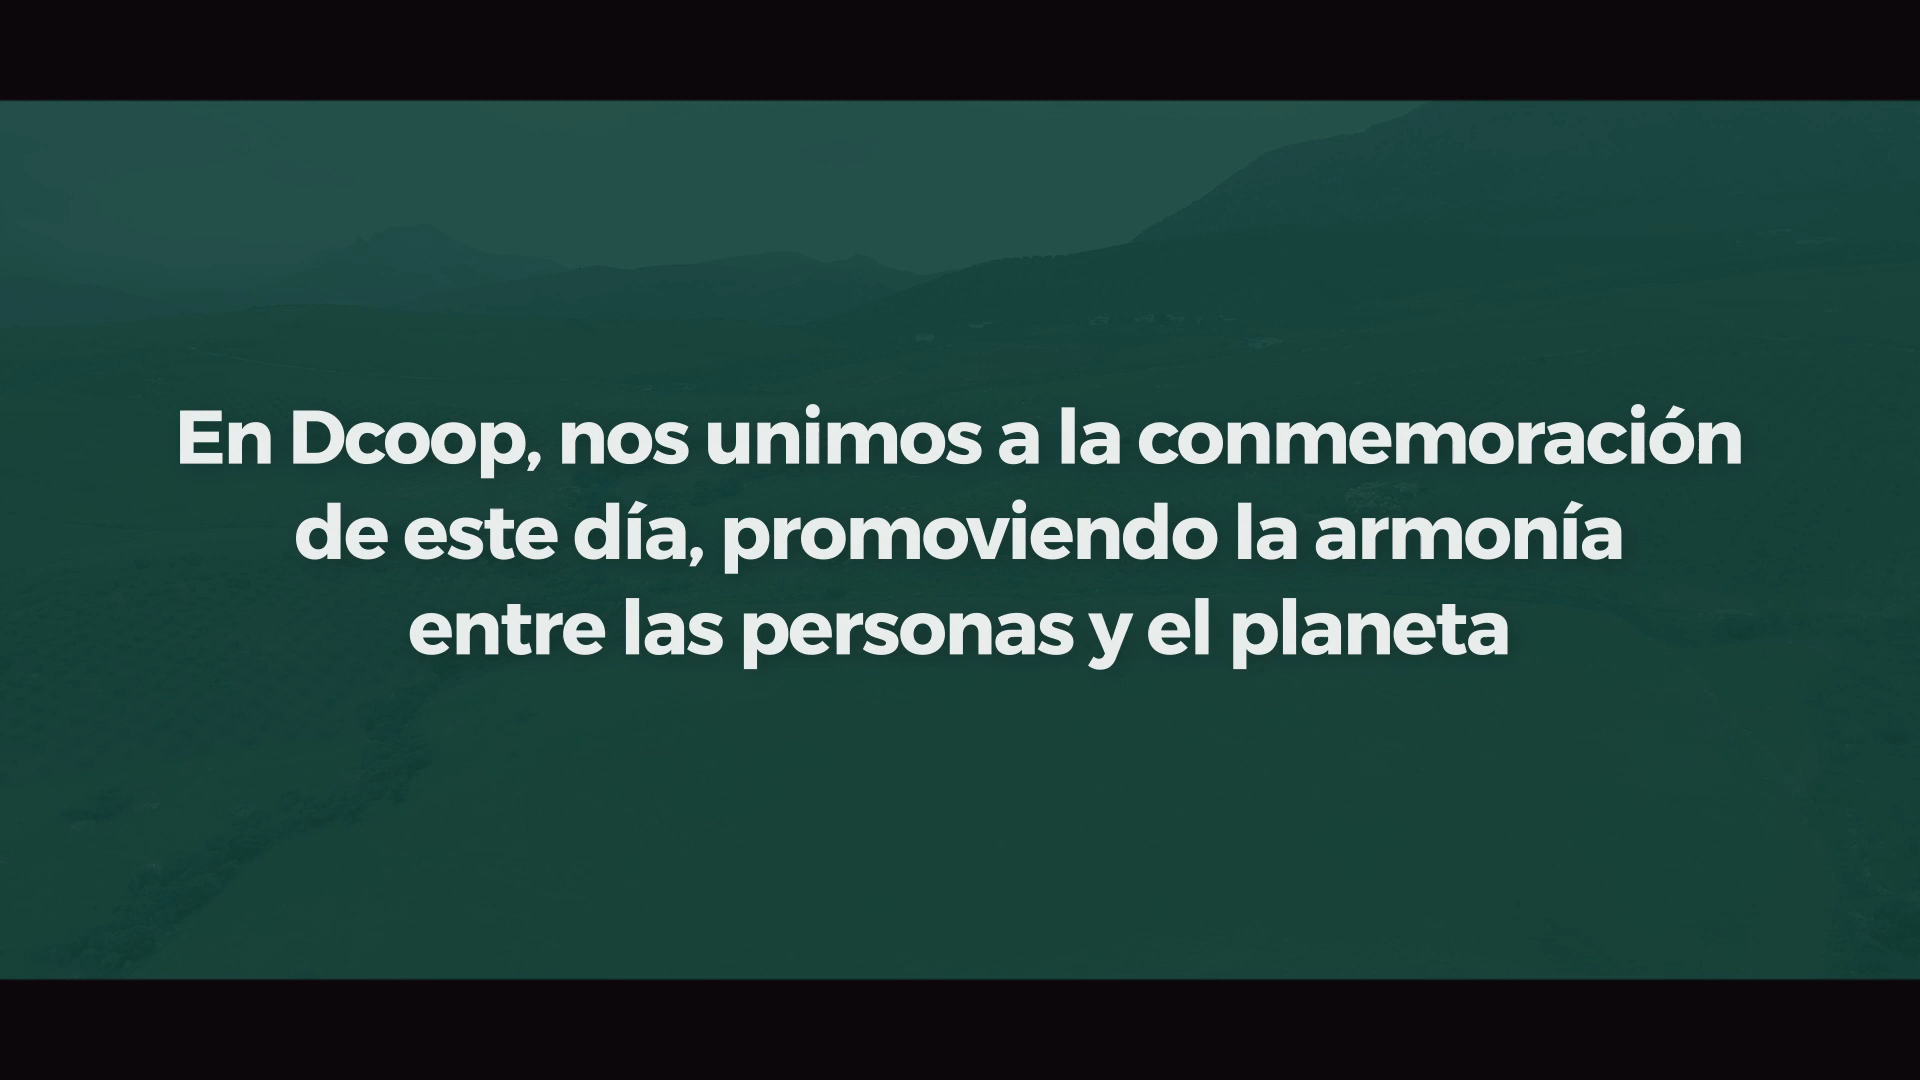 En Dcoop, nos unimos a la conmemoración
de este día, promoviendo la armonía
entre las personas y el planeta